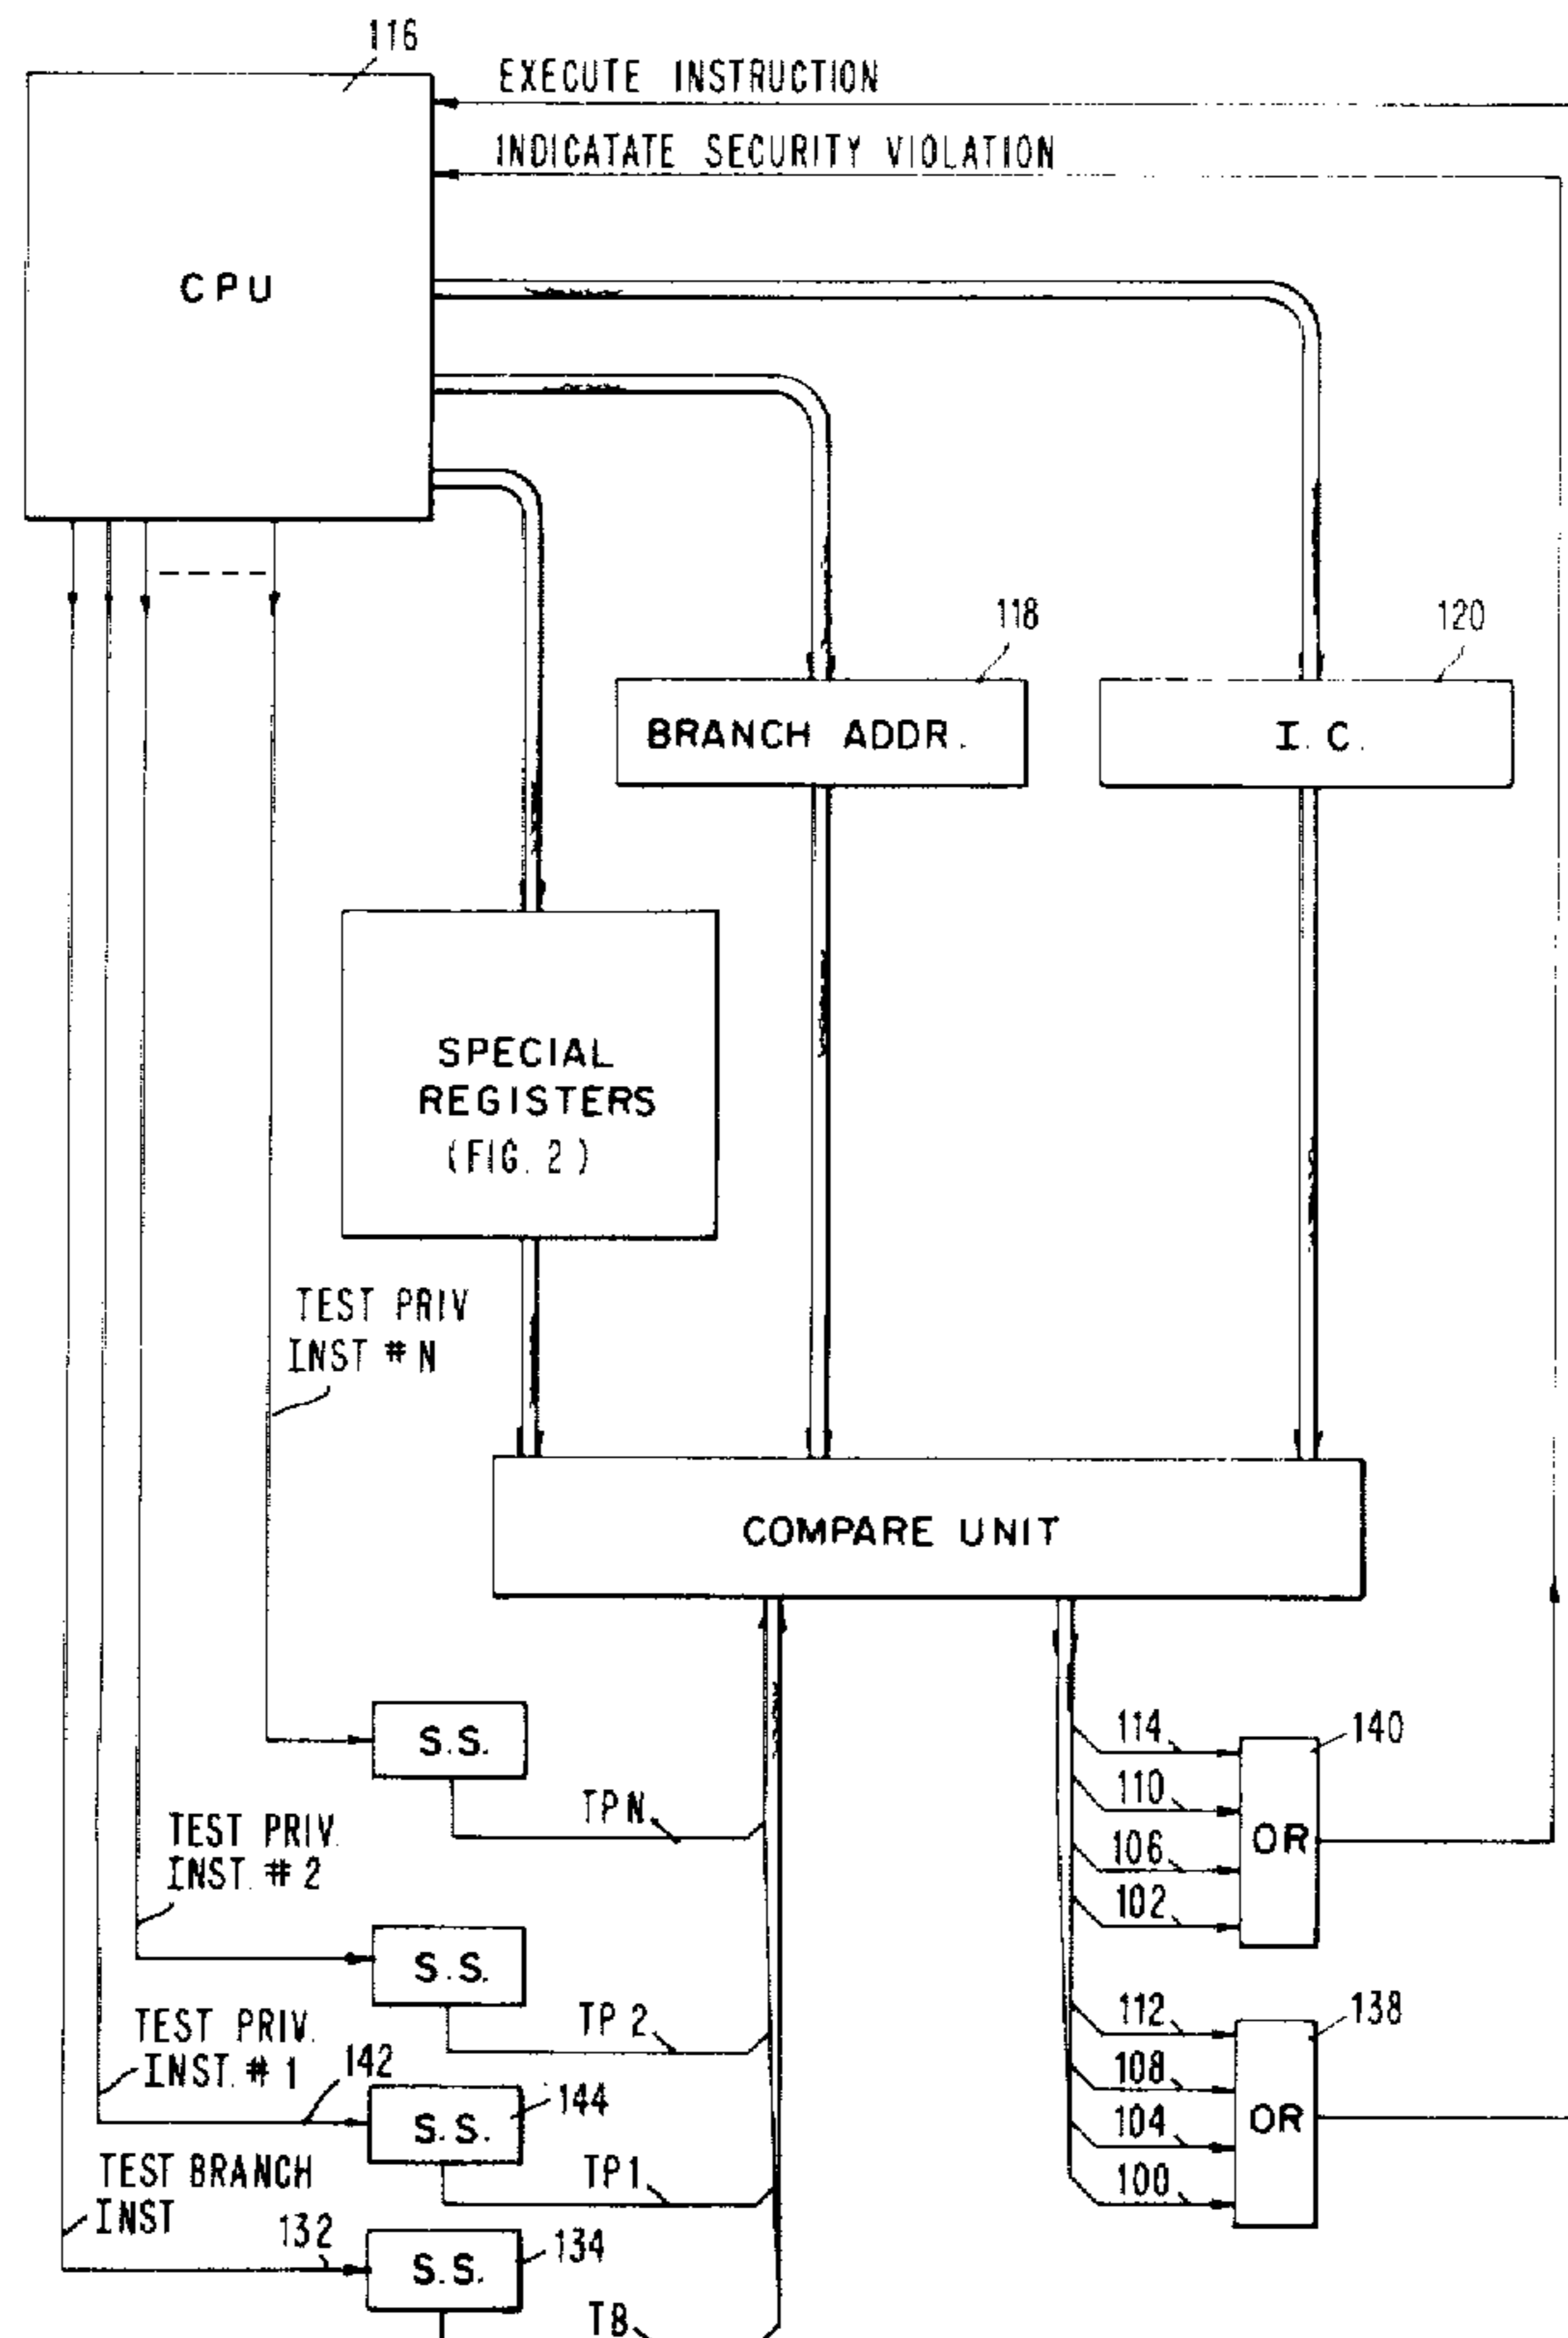 116
EXECUTE INSTRUCTION
INDICATATE SECURITY VIOLATION
CPU
118
120
BRANCH ADDR.
I.C.
SPECIAL
REGISTERS
(FIG. 2)
TEST PRIV
INST # N
COMPARE UNIT
S.S.
TPN
114
140
110
106
OR
102
TEST PRIV.
INST. # 2
S.S.
TP 2
112
138
108
104
OR
100
TEST PRIV.
INST. # 1
142
S.S.
144
TP1
TEST BRANCH
INST
132
S.S.
134
TB